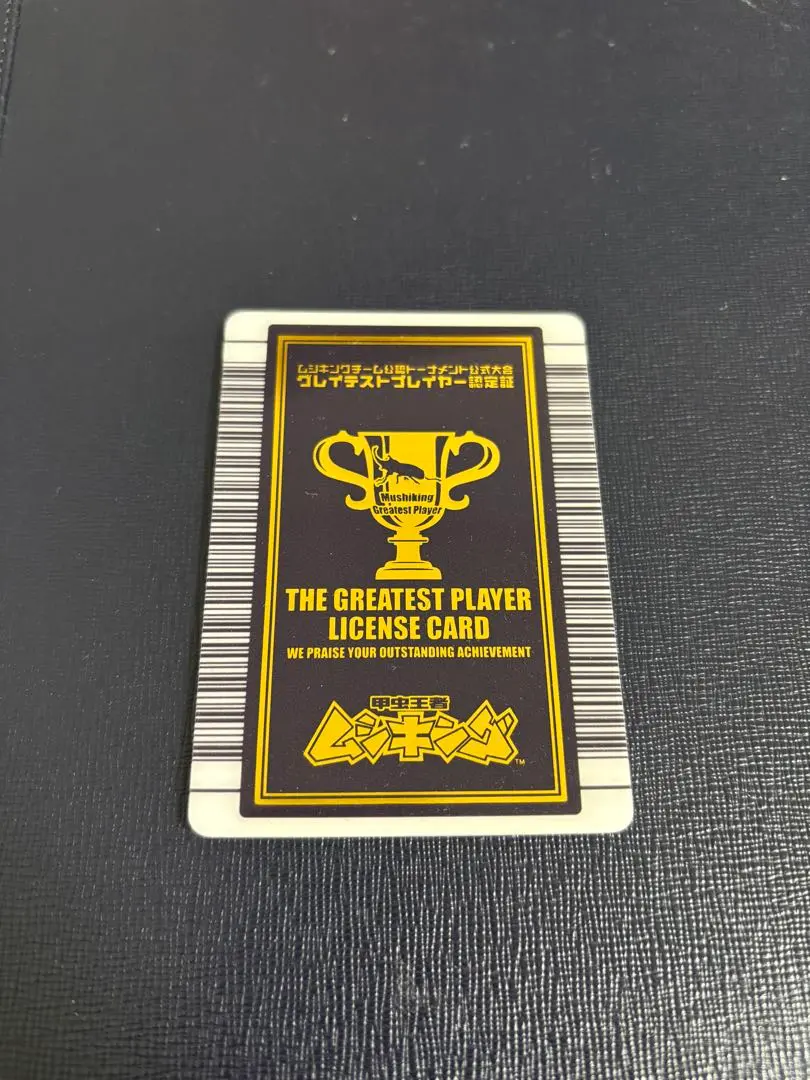 ムシキングチーム公認トーナメント公式大会
グレイテストプレイヤー認定証
Mushiking
Greatest Player
THE GREATEST PLAYER
LICENSE CARD
WE PRAISE YOUR OUTSTANDING ACHIEVEMENT
甲虫王者
ムシキング
TM